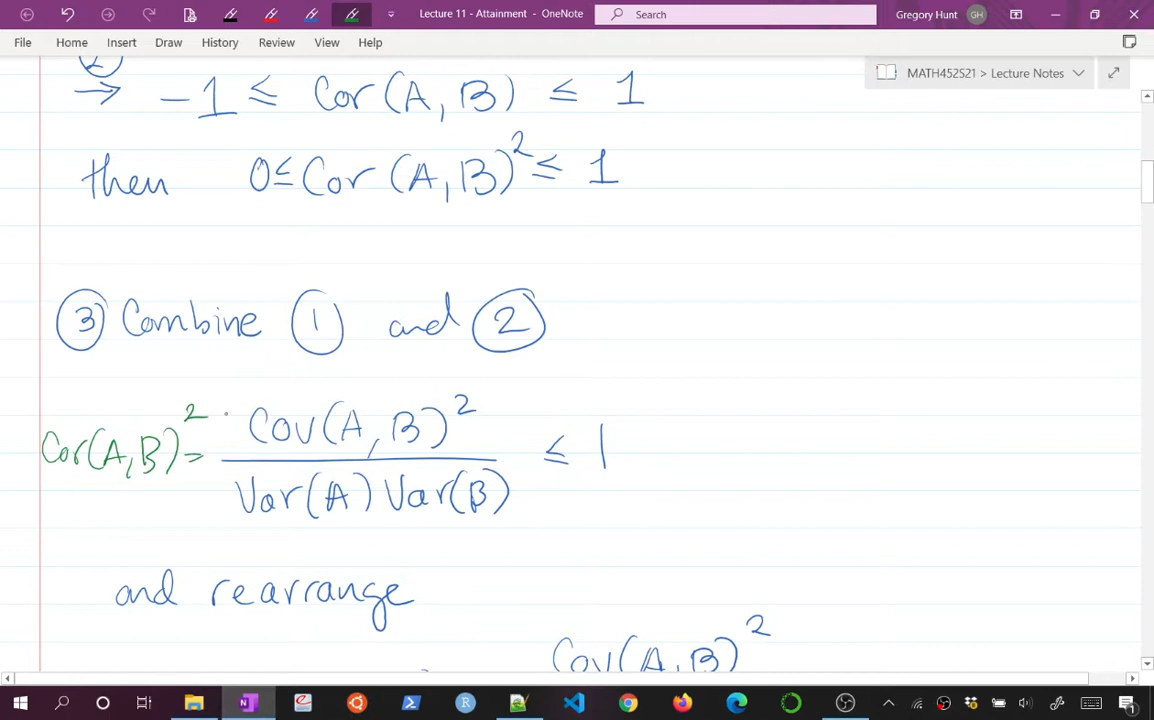 Lecture 11 - Attainment - OneNote
Search
Gregory Hunt
GH
File Home Insert Draw History Review View Help
MATH452S21 > Lecture Notes
②
→ -1 ≤ Cor(A,B) ≤ 1
then 0≤Cor(A,B)² ≤ 1
③ Combine ① and ②
Cor(A,B)² = Cov(A,B)² / Var(A)Var(B) ≤ 1
and rearrange
Cov(A,B)²